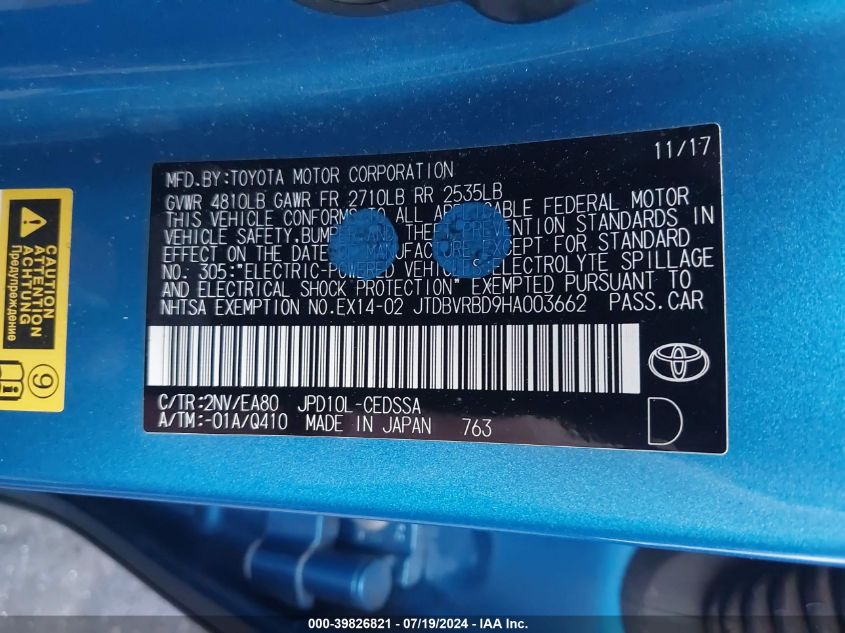 11/17
MFD.BY:TOYOTA MOTOR CORPORATION
GVWR 4810LB GAWR FR 2710LB RR 2535LB
THIS VEHICLE CONFORMS TO ALL APPLICABLE FEDERAL MOTOR
VEHICLE SAFETY,BUMPER AND THEFT PREVENTION STANDARDS IN
EFFECT ON THE DATE OF MANUFACTURE EXCEPT FOR STANDARD
NO. 305:"ELECTRIC-POWERED VEHICLES ELECTROLYTE SPILLAGE
AND ELECTRICAL SHOCK PROTECTION" EXEMPTED PURSUANT TO
NHTSA EXEMPTION NO.EX14-02 JTDBVRBD9HA003662 PASS.CAR
C/TR:2NV/EA80 JPD10L-CEDSSA
A/TM:-01A/Q410 MADE IN JAPAN 763
D
CAUTION
ATTENTION
ACHTUNG
Предупреждение
9
000-39826821 / 07/19/2024 - IAA Inc.